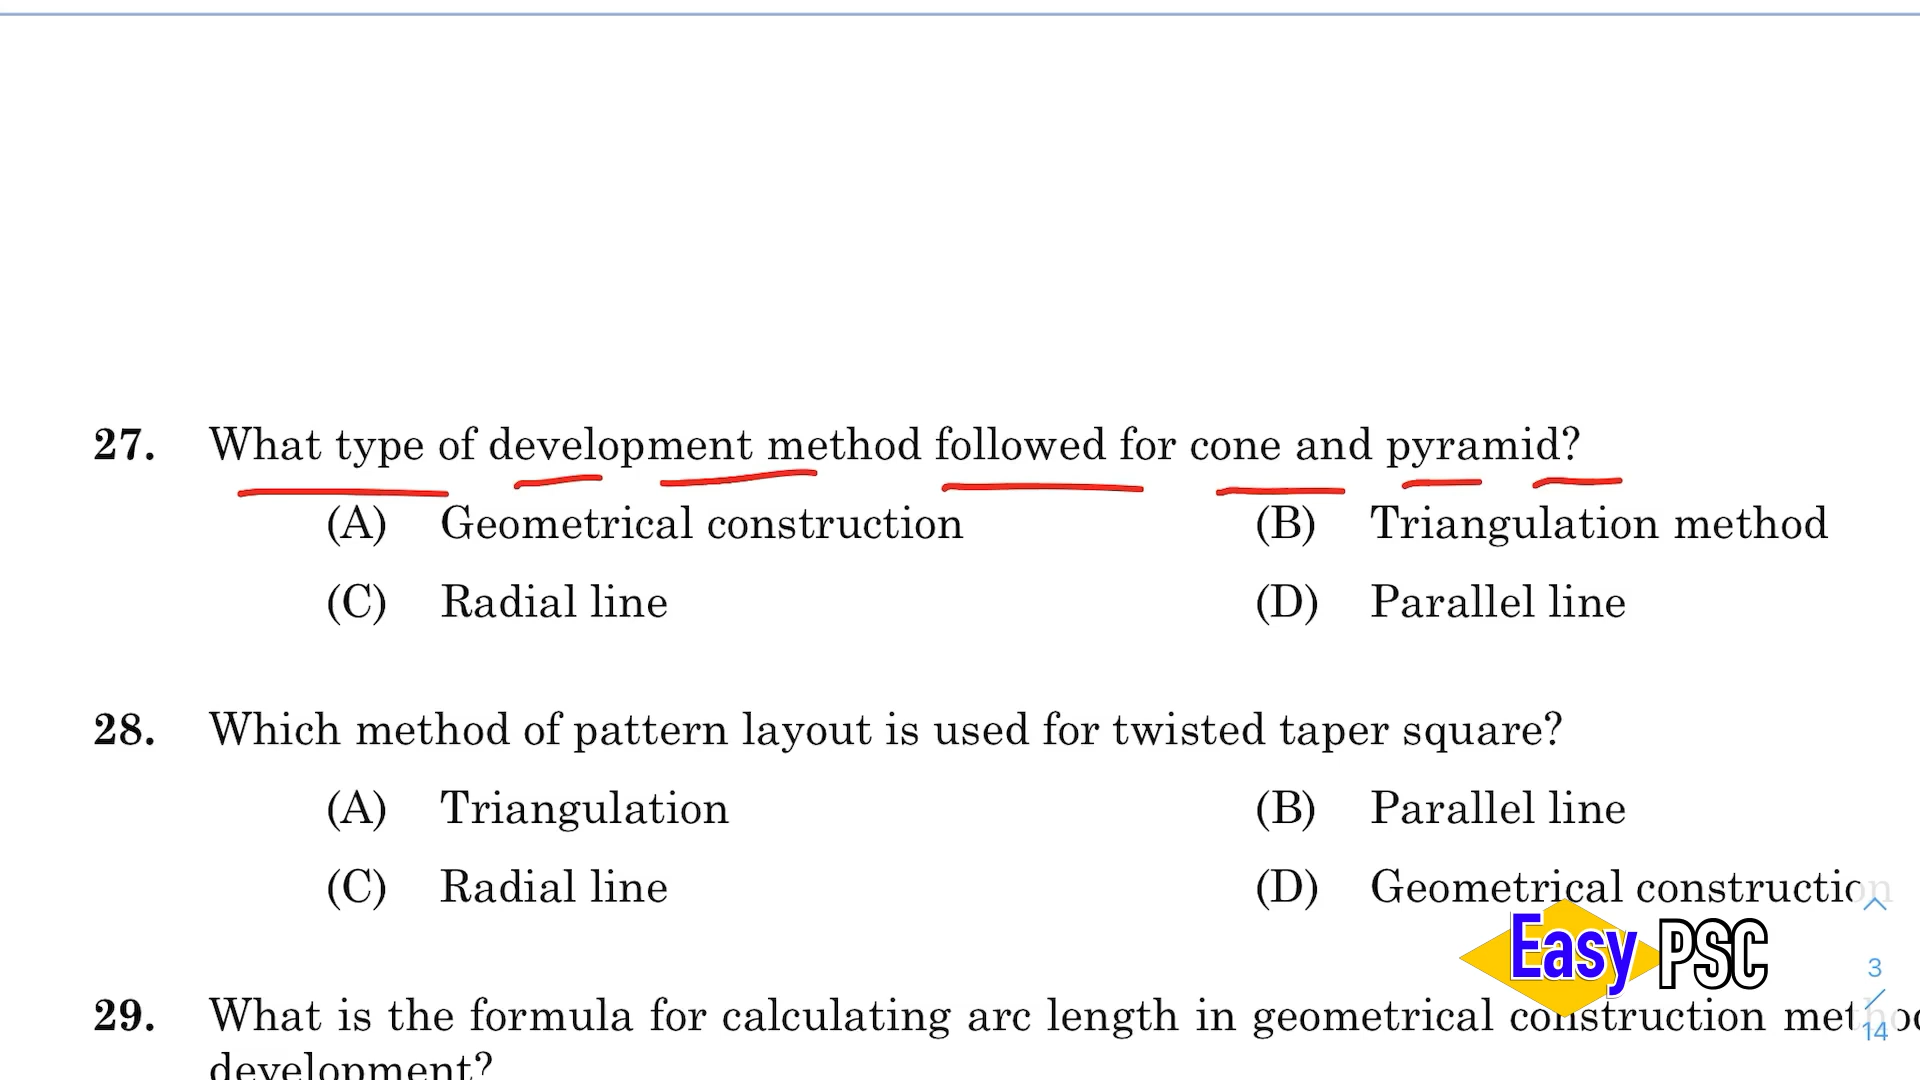 27. What type of development method followed for cone and pyramid?
(A) Geometrical construction (B) Triangulation method
(C) Radial line (D) Parallel line
28. Which method of pattern layout is used for twisted taper square?
(A) Triangulation (B) Parallel line
(C) Radial line (D) Geometrical construction
Easy PSC
3
/
14
29. What is the formula for calculating arc length in geometrical construction
development?